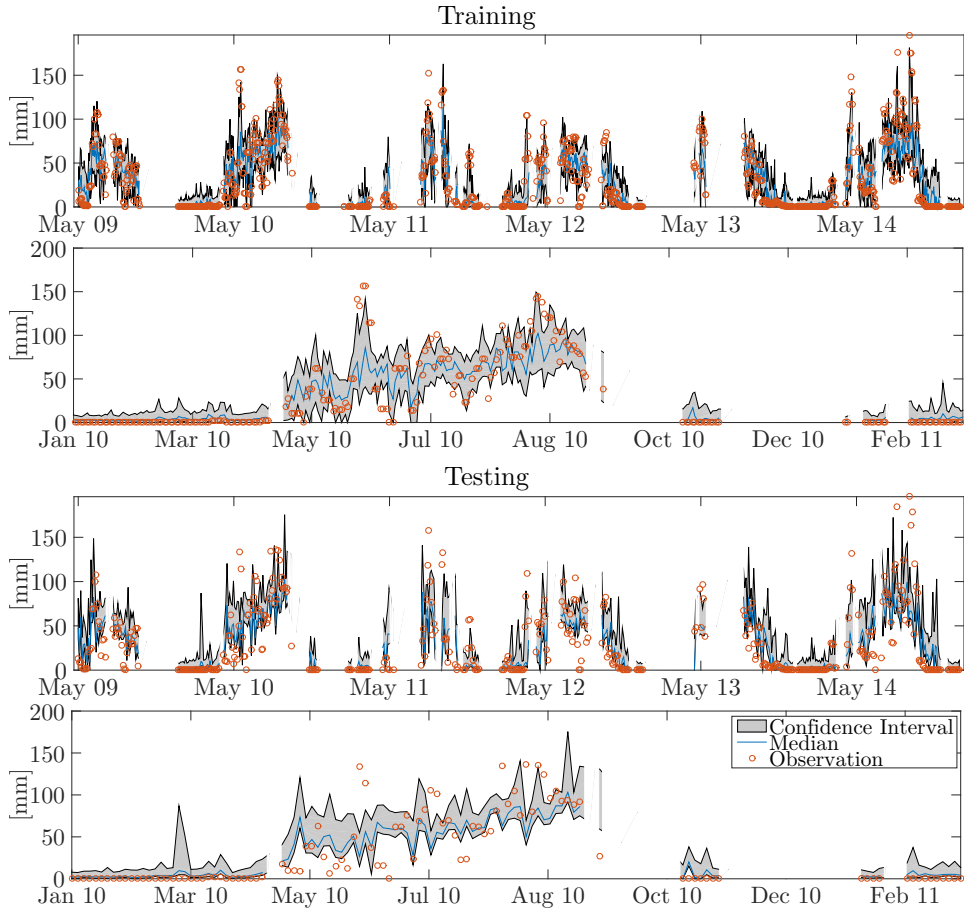 Training
[mm]
150
100
50
0
May 09 May 10 May 11 May 12 May 13 May 14
[mm]
200
150
100
50
0
Jan 10 Mar 10 May 10 Jul 10 Aug 10 Oct 10 Dec 10 Feb 11
Testing
[mm]
150
100
50
0
May 09 May 10 May 11 May 12 May 13 May 14
[mm]
200
150
100
50
0
Confidence Interval
Median
Observation
Jan 10 Mar 10 May 10 Jul 10 Aug 10 Oct 10 Dec 10 Feb 11